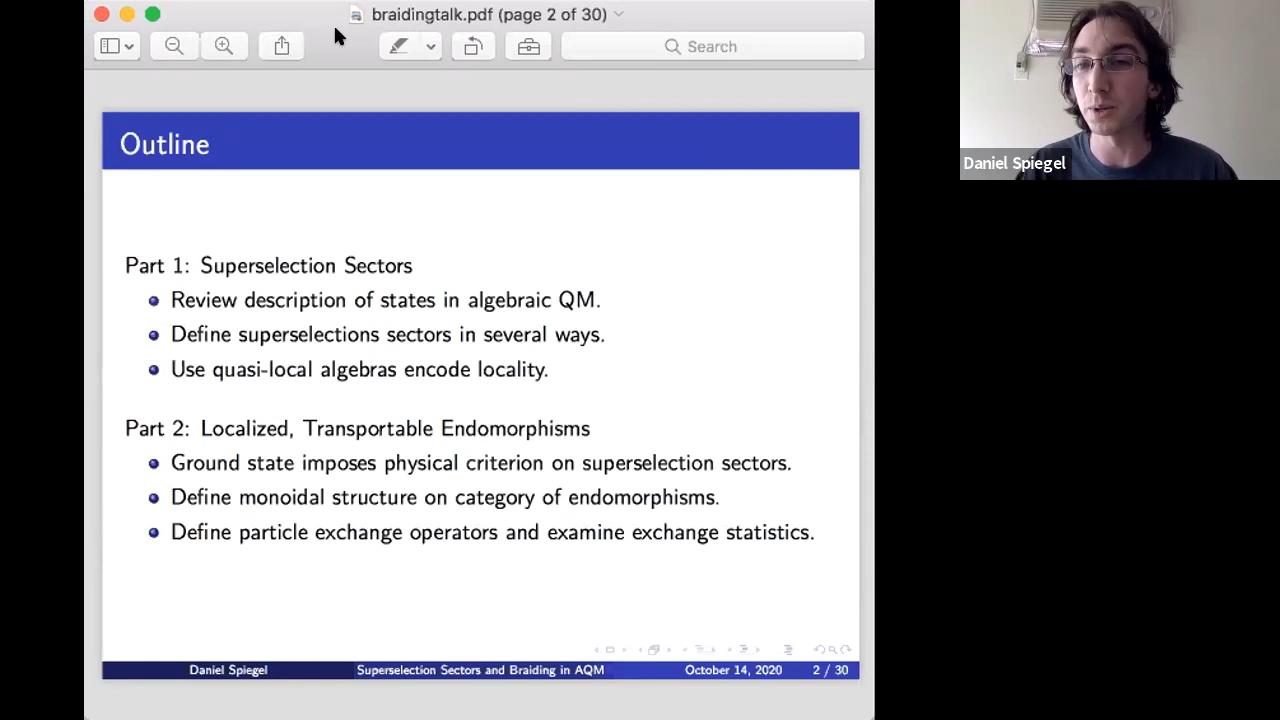 braidingtalk.pdf (page 2 of 30)
Search
Daniel Spiegel
Outline
Part 1: Superselection Sectors
Review description of states in algebraic QM.
Define superselections sectors in several ways.
Use quasi-local algebras encode locality.
Part 2: Localized, Transportable Endomorphisms
Ground state imposes physical criterion on superselection sectors.
Define monoidal structure on category of endomorphisms.
Define particle exchange operators and examine exchange statistics.
Daniel Spiegel Superselection Sectors and Braiding in AQM October 14, 2020 2 / 30